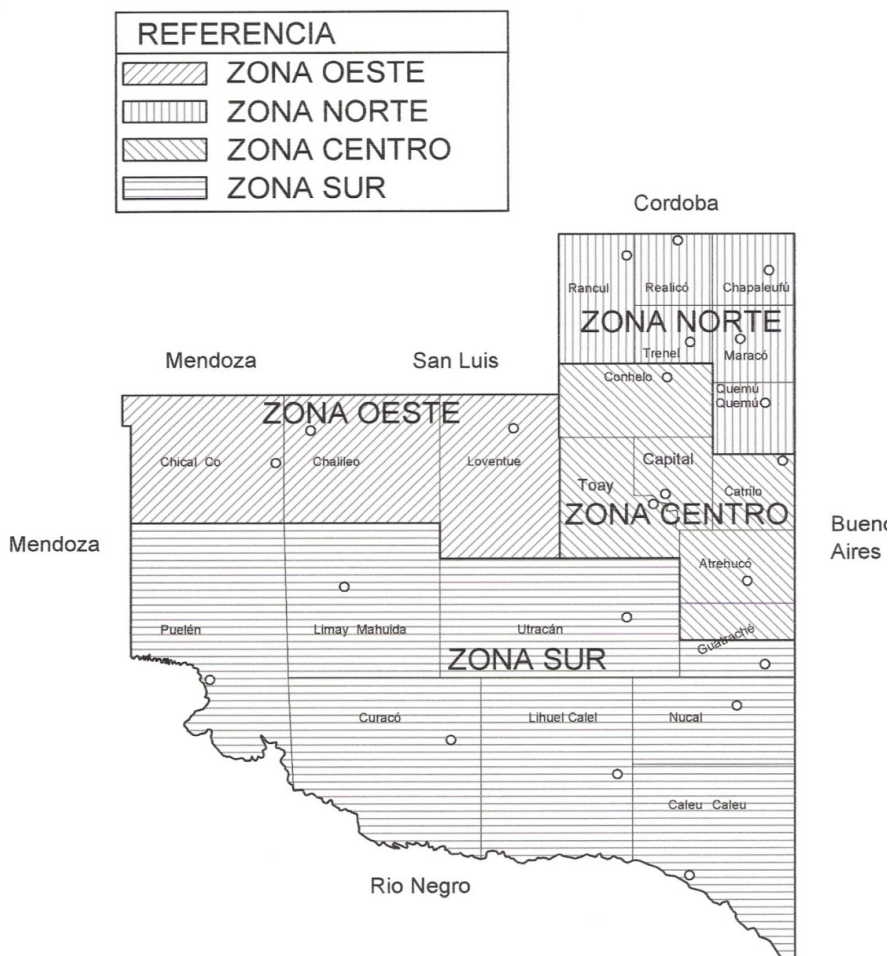 REFERENCIA
ZONA OESTE
ZONA NORTE
ZONA CENTRO
ZONA SUR
Cordoba
Rancul
Realicó
Chapaleufú
ZONA NORTE
Trenel
Maracó
Mendoza
San Luis
Conhelo
Quemú
Quemú
ZONA OESTE
Chical Co
Chalileo
Loventue
Capital
Toay
Catrilo
ZONA CENTRO
Mendoza
Bueno
Aires
Atrehucó
Puelén
Limay Mahuida
Utracán
Guatraché
ZONA SUR
Curacó
Lihuel Calel
Nucal
Caleu Caleu
Rio Negro